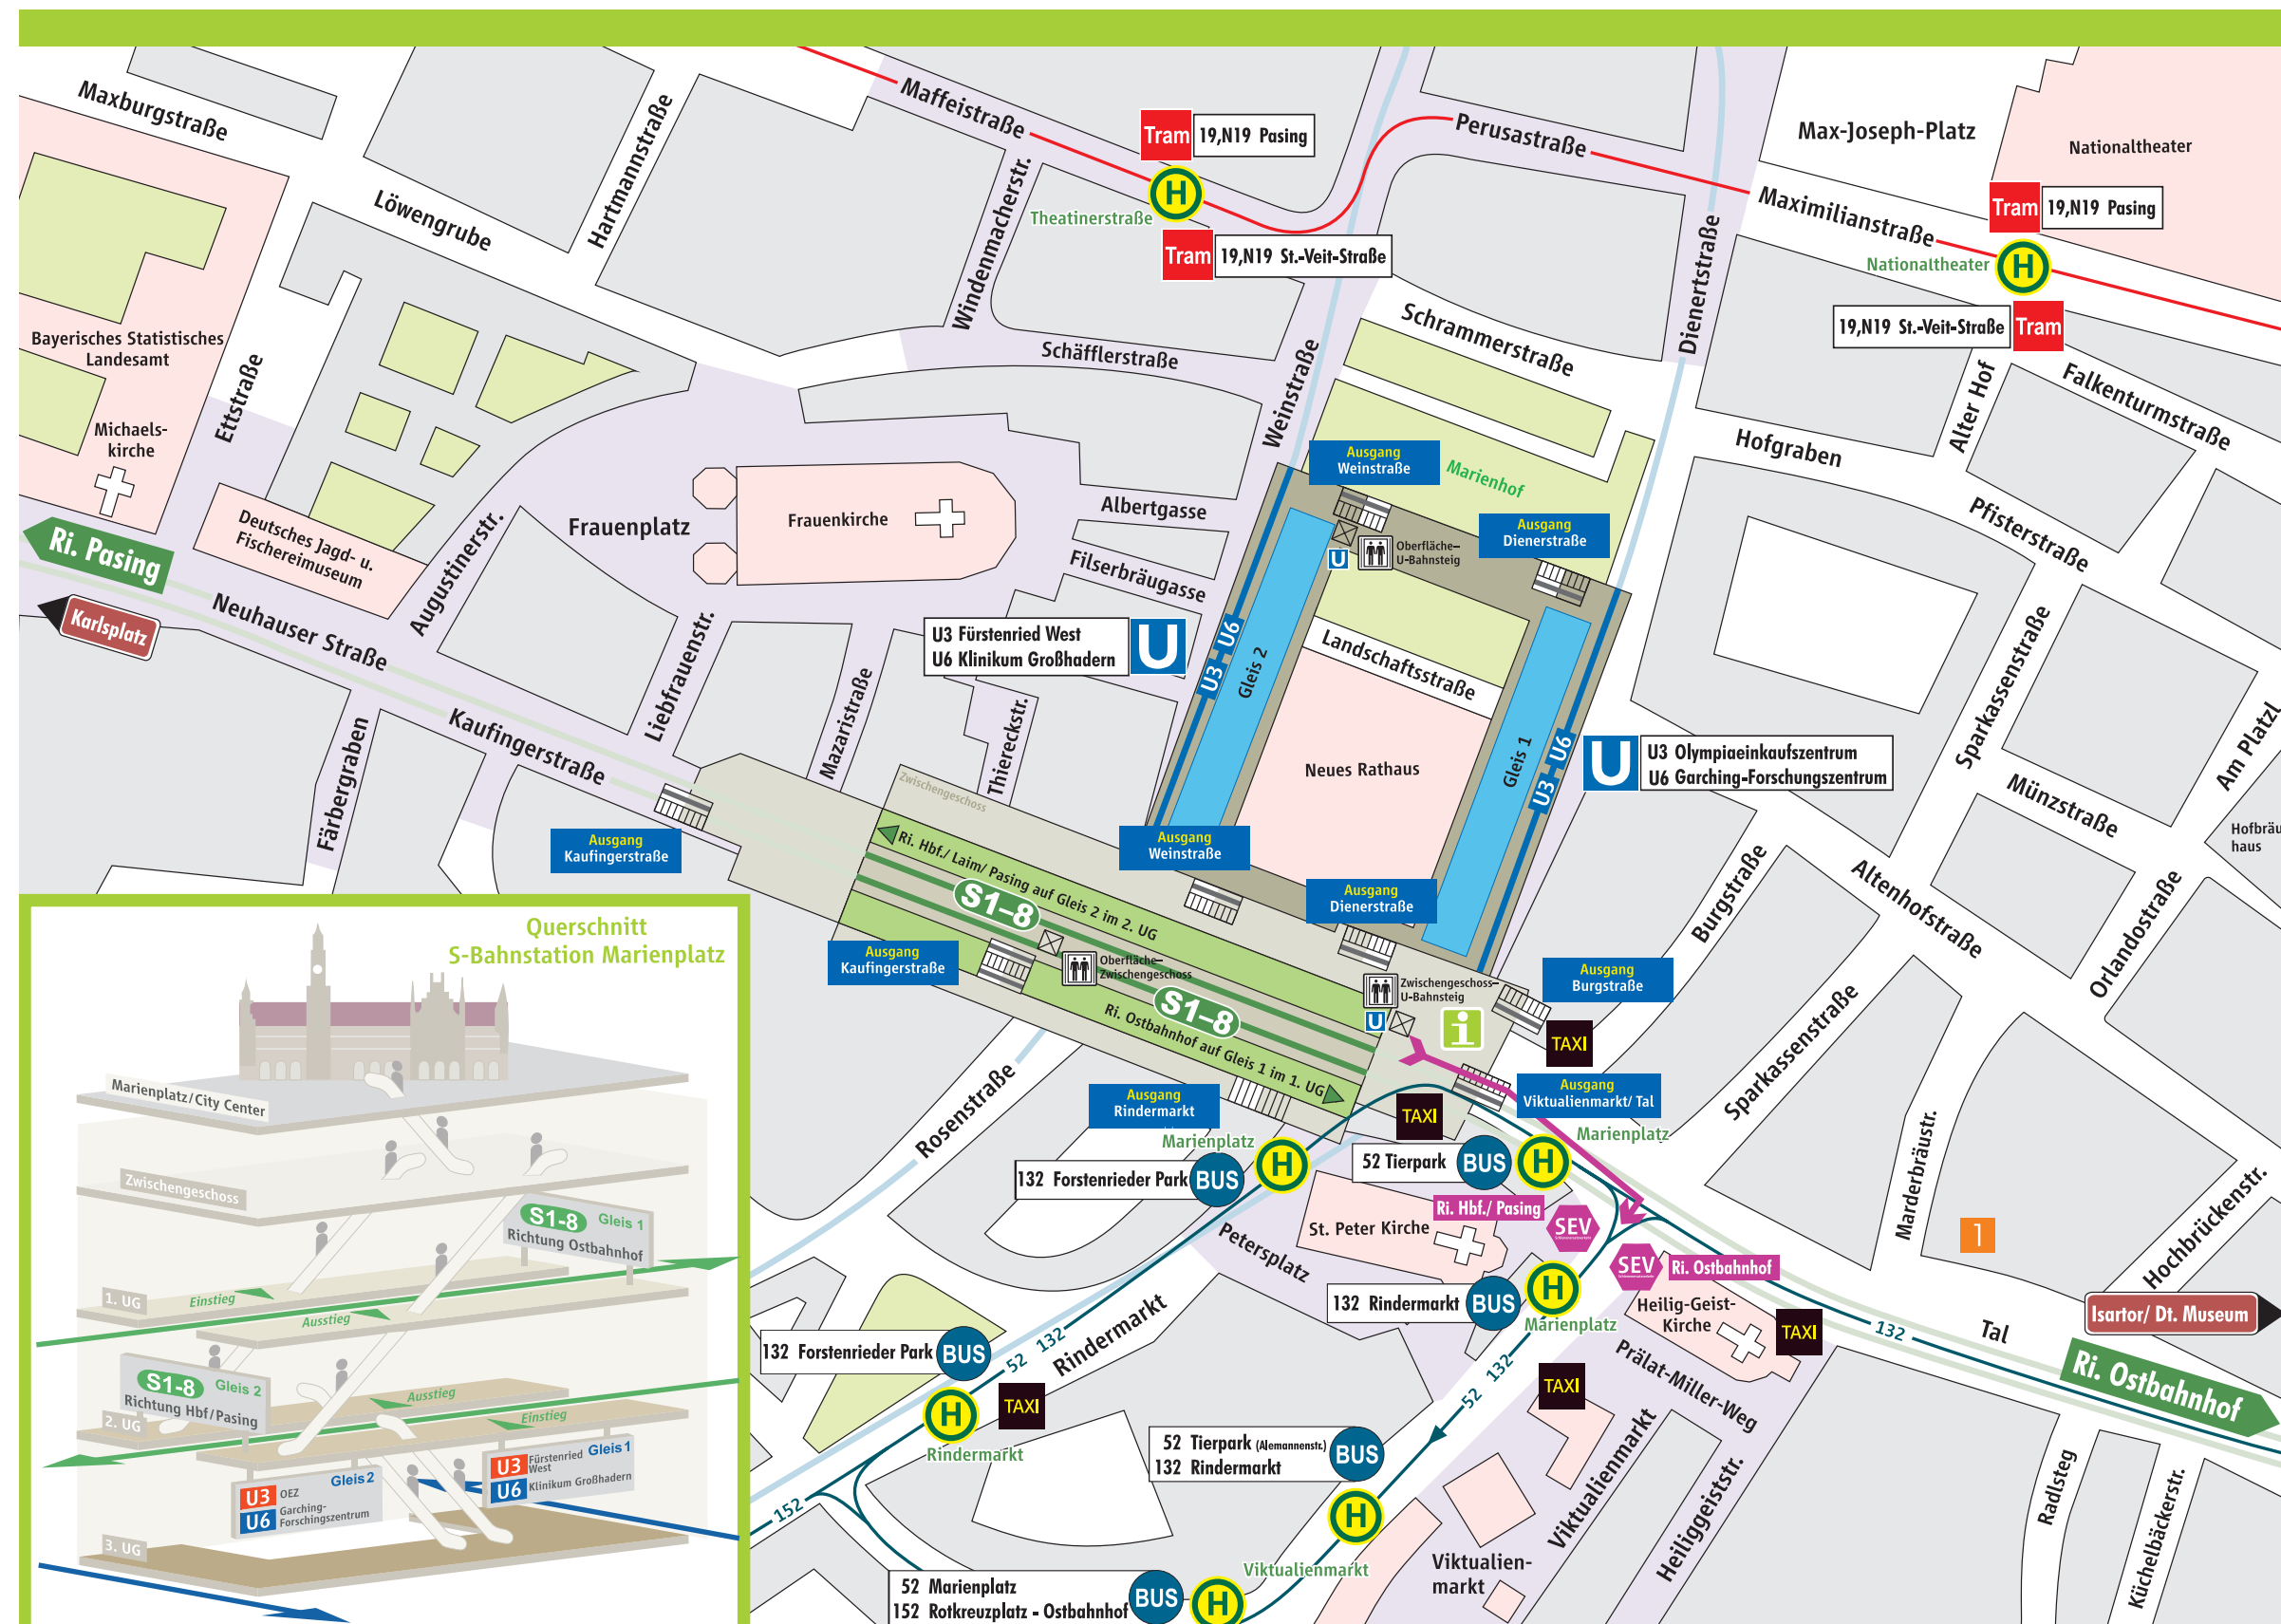 Maxburgstraße
Löwengrube
Hartmannstraße
Maffeistraße
Windenmacherstr.
Tram
19,N19 Pasing
H
Theatinerstraße
Tram
19,N19 St.-Veit-Straße
Perusastraße
Max-Joseph-Platz
Nationaltheater
Maximilianstraße
Tram
19,N19 Pasing
Nationaltheater
H
19,N19 St.-Veit-Straße
Tram
Dienertstraße
Schrammerstraße
Schäfflerstraße
Weinstraße
Bayerisches Statistisches
Landesamt
Ettstraße
Michaels-
kirche
Alter Hof
Falkenturmstraße
Hofgraben
Pfisterstraße
Ausgang
Weinstraße
Marienhof
Ausgang
Dienerstraße
U
Oberfläche–
U-Bahnsteig
Deutsches Jagd- u.
Fischereimuseum
Augustinerstr.
Frauenplatz
Frauenkirche
Albertgasse
Filserbräugasse
Ri. Pasing
Karlsplatz
Neuhauser Straße
Kaufingerstraße
Färbergraben
Liebfrauenstr.
Mazaristraße
Thiereckstr.
U3 Fürstenried West
U6 Klinikum Großhadern
U
U3
U6
Gleis 2
Landschaftsstraße
Neues Rathaus
Gleis 1
U3
U6
U
U3 Olympiaeinkaufszentrum
U6 Garching-Forschungszentrum
Sparkassenstraße
Am Platzl
Münzstraße
Hofbräu
haus
Orlandostraße
Altenhofstraße
Burgstraße
Zwischengeschoss
Ausgang
Kaufingerstraße
Ausgang
Weinstraße
Ausgang
Dienerstraße
Ri. Hbf./ Laim/ Pasing auf Gleis 2 im 2. UG
S1–8
Ausgang
Kaufingerstraße
Oberfläche–
Zwischengeschoss
S1–8
Ri. Ostbahnhof auf Gleis 1 im 1. UG
Zwischengeschoss–
U-Bahnsteig
U
i
Ausgang
Burgstraße
TAXI
Ausgang
Viktualienmarkt/ Tal
Marienplatz
TAXI
Ausgang
Rindermarkt
Marienplatz
H
132 Forstenrieder Park
BUS
52 Tierpark
BUS
H
Rosenstraße
Sparkassenstraße
Marderbräustr.
Hochbrückenstr.
1
Ri. Hbf./ Pasing
SEV
St. Peter Kirche
Petersplatz
SEV
Ri. Ostbahnhof
132 Rindermarkt
BUS
H
Marienplatz
Heilig-Geist-
Kirche
TAXI
132
Tal
Isartor/ Dt. Museum
Ri. Ostbahnhof
Prälat-Miller-Weg
132 Forstenrieder Park
BUS
52
132
Rindermarkt
H
TAXI
Rindermarkt
152
52
132
TAXI
52 Tierpark (Alemannenstr.)
132 Rindermarkt
BUS
H
Viktualienmarkt
Viktualienmarkt
Viktualien-
markt
Heiliggeiststr.
Radlsteg
Küchelbäckerstr.
52 Marienplatz
152 Rotkreuzplatz - Ostbahnhof
BUS
H
Querschnitt
S-Bahnstation Marienplatz
Marienplatz/City Center
Zwischengeschoss
S1-8 Gleis 1
Richtung Ostbahnhof
1. UG
Einstieg
Ausstieg
S1-8 Gleis 2
Richtung Hbf/Pasing
2. UG
Ausstieg
Einstieg
Gleis 2
U3 OEZ
U6 Garching-
Forschingszentrum
Gleis 1
U3 Fürstenried
West
U6 Klinikum Großhadern
3. UG